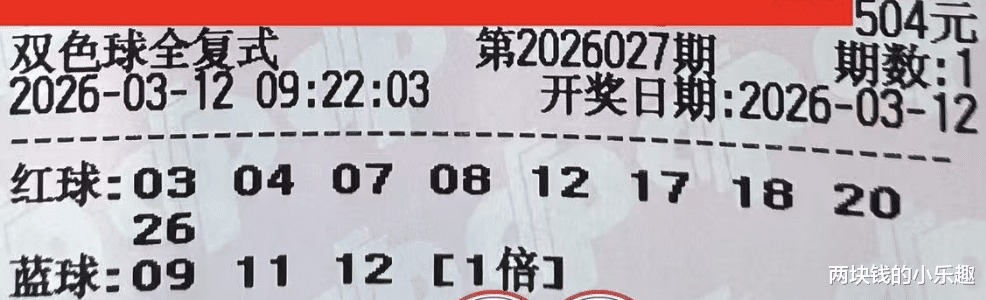 504元
双色球全复式 第2026027期 期数:1
2026-03-12 09:22:03 开奖日期:2026-03-12
红球:03 04 07 08 12 17 18 20
26
蓝球:09 11 12 [1倍]
两块钱的小乐趣